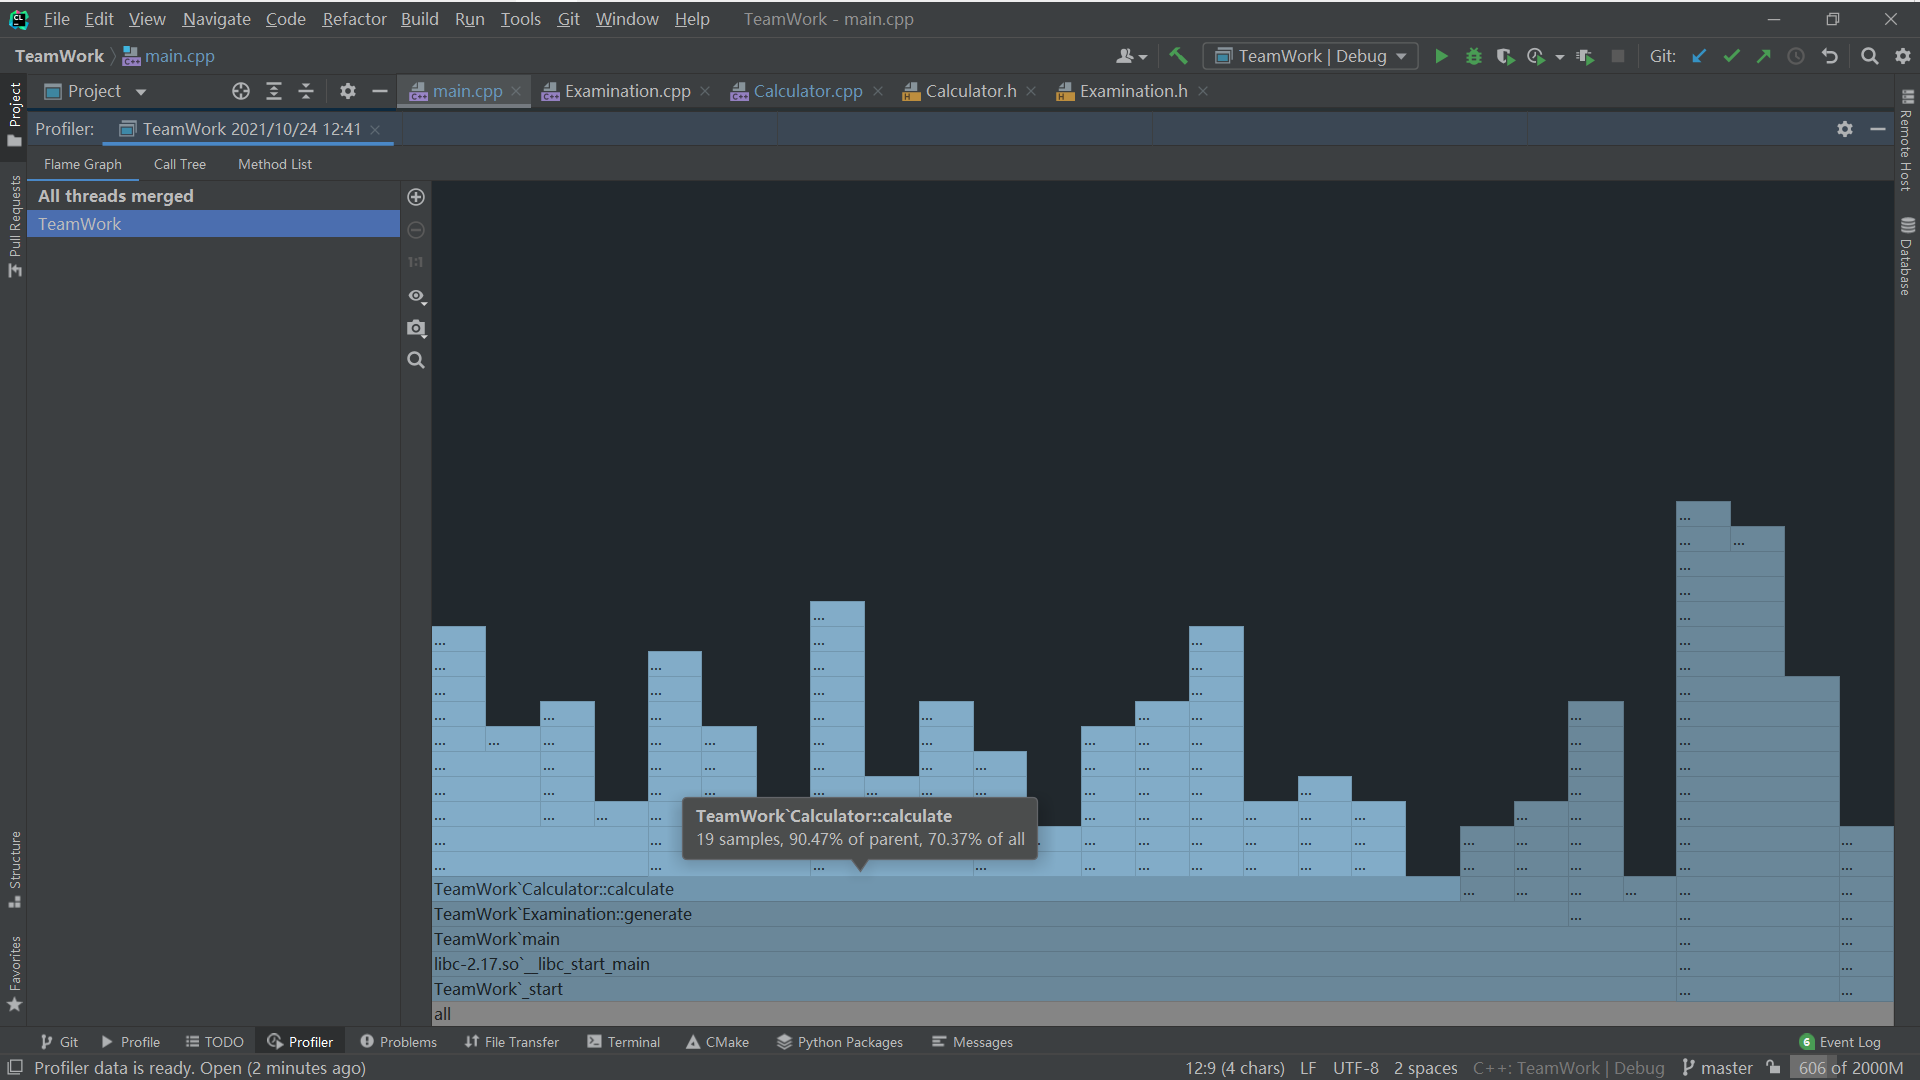 File Edit View Navigate Code Refactor Build Run Tools Git Window Help TeamWork - main.cpp
TeamWork main.cpp TeamWork | Debug Git:
Project main.cpp Examination.cpp Calculator.cpp Calculator.h Examination.h
Profiler: TeamWork 2021/10/24 12:41
Flame Graph Call Tree Method List
All threads merged
TeamWork
1:1
Project
Pull Requests
Structure
Favorites
Remote Host
Database
TeamWork`Calculator::calculate
19 samples, 90.47% of parent, 70.37% of all
TeamWork`Calculator::calculate
TeamWork`Examination::generate
TeamWork`main
libc-2.17.so`__libc_start_main
TeamWork`_start
all
Git Profile TODO Profiler Problems File Transfer Terminal CMake Python Packages Messages 6 Event Log
Profiler data is ready. Open (2 minutes ago) 12:9 (4 chars) LF UTF-8 2 spaces C++: TeamWork | Debug master 606 of 2000M